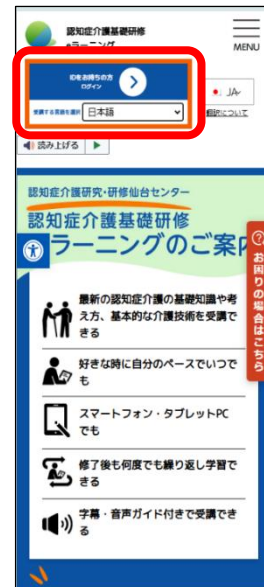 認知症介護基礎研修
eラーニング
MENU
IDをお持ちの方
ログイン
受講する言語を選択
日本語
JA
翻訳について
読み上げる
認知症介護研究・研修仙台センター
認知症介護基礎研修
ラーニングのご案内
お困りの場合はこちら
最新の認知症介護の基礎知識や考
え方、基本的な介護技術を受講で
きる
好きな時に自分のペースでいつで
も
スマートフォン・タブレットPC
でも
修了後も何度でも繰り返し学習で
きる
字幕・音声ガイド付きで受講でき
る